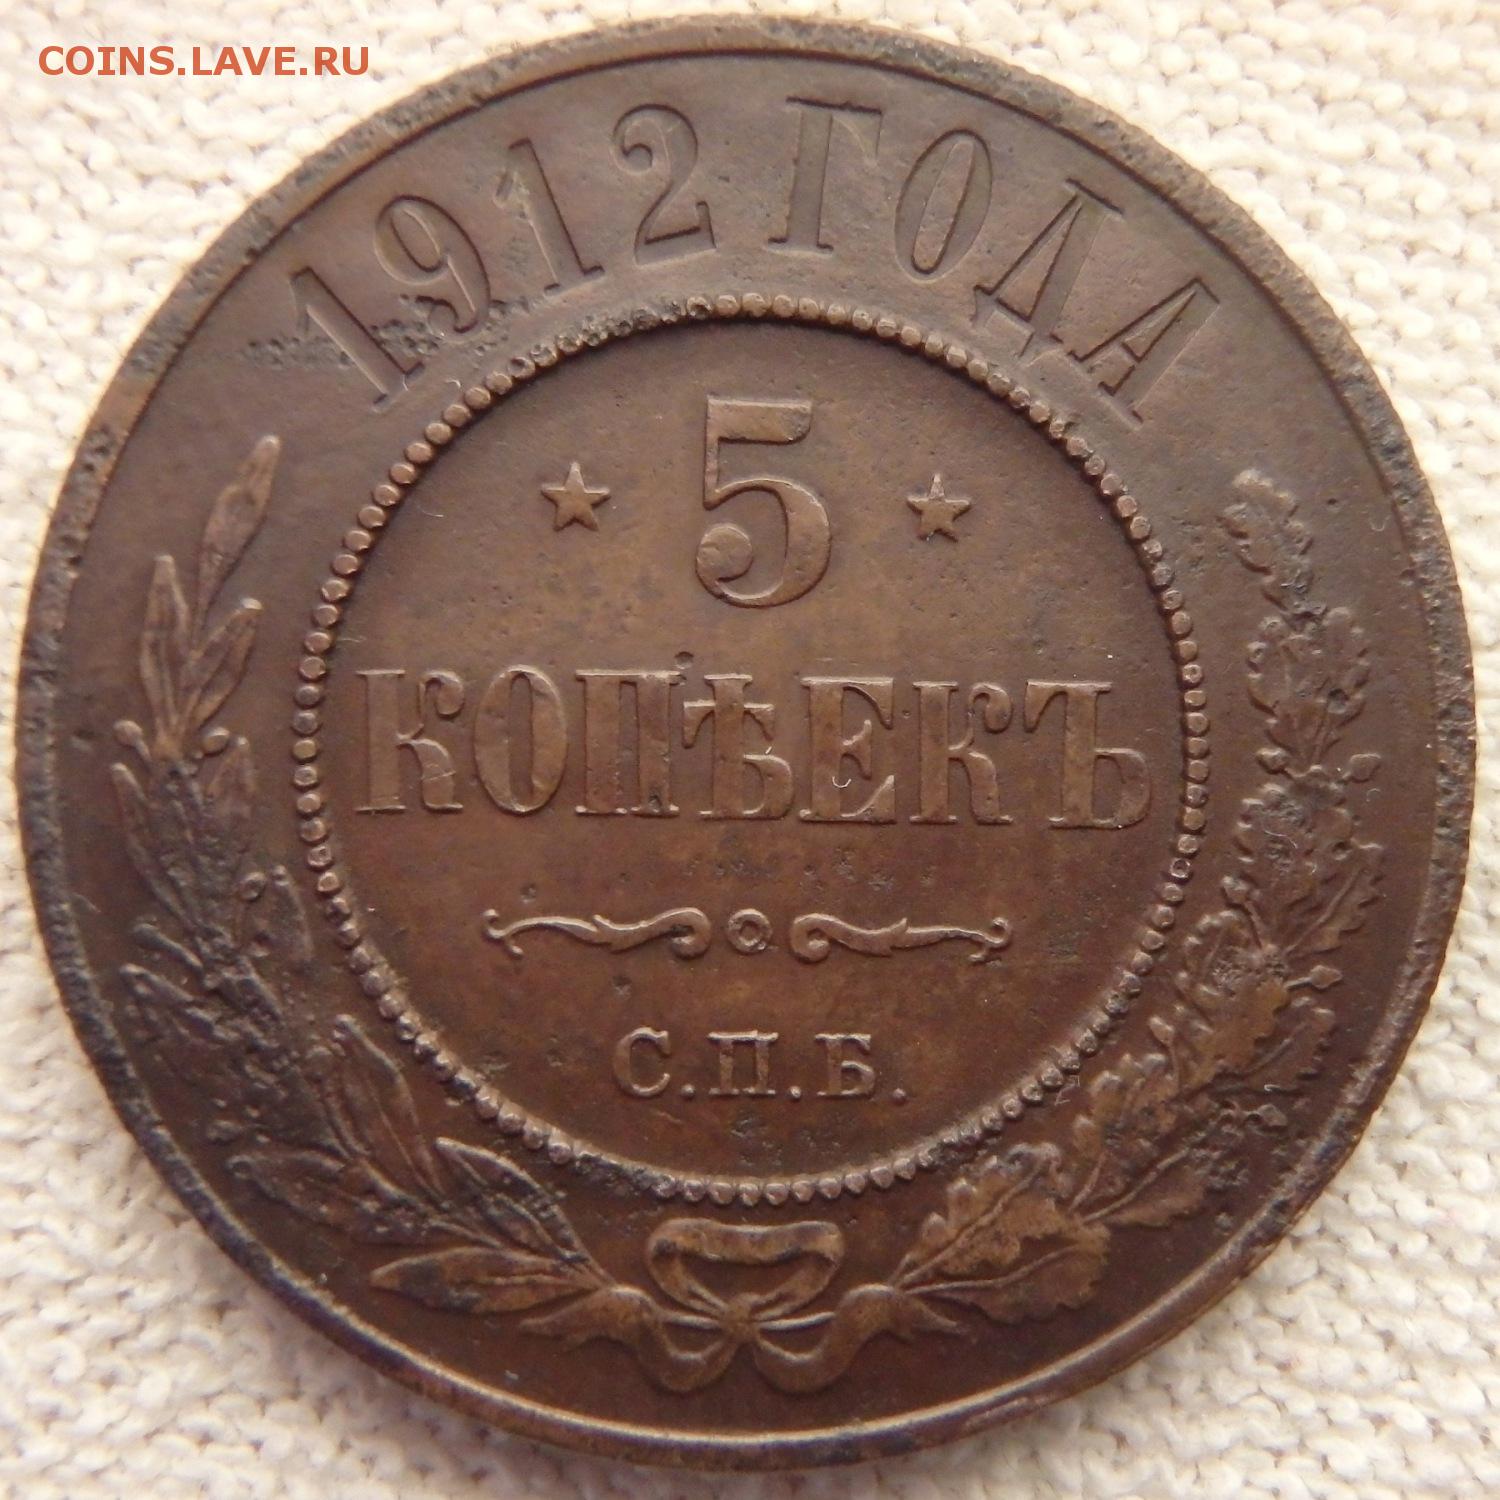 COINS.LAVE.RU
1912 ГОДА
5
КОПѢЕКЪ
С.П.Б.